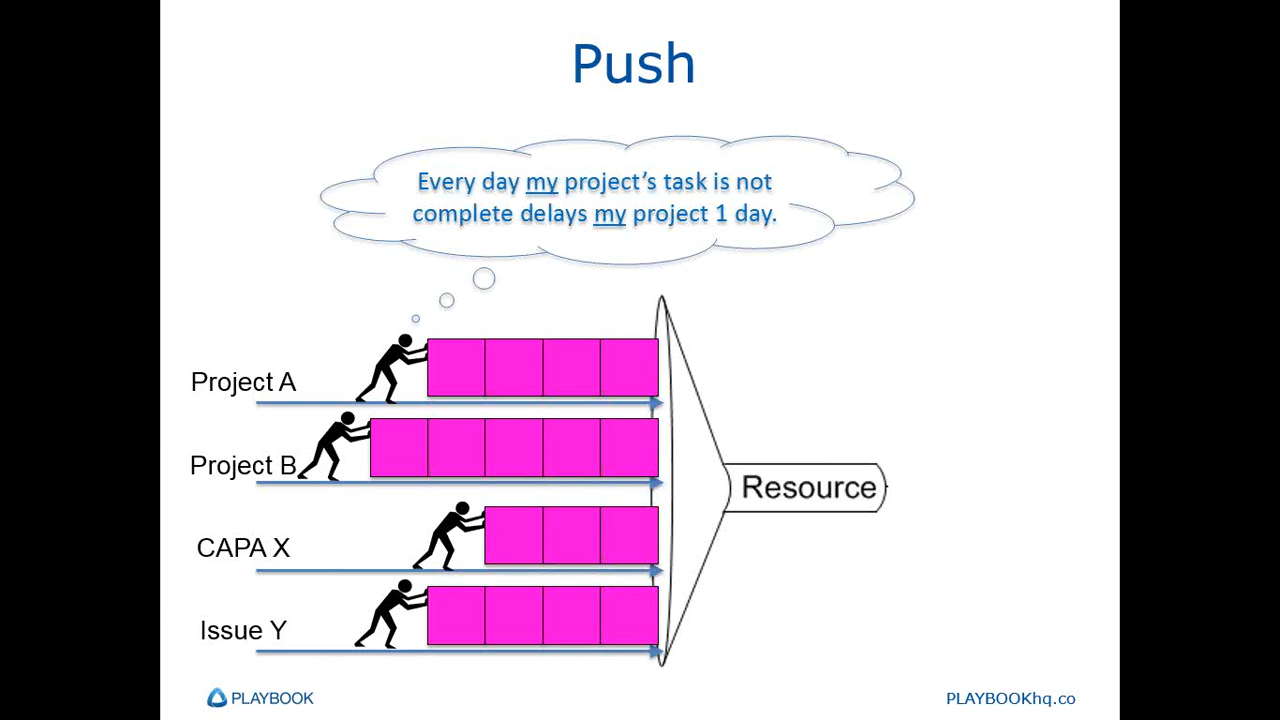 Push
Every day my project’s task is not
complete delays my project 1 day.
Project A
Project B
CAPA X
Issue Y
Resource
PLAYBOOK
PLAYBOOKhq.co